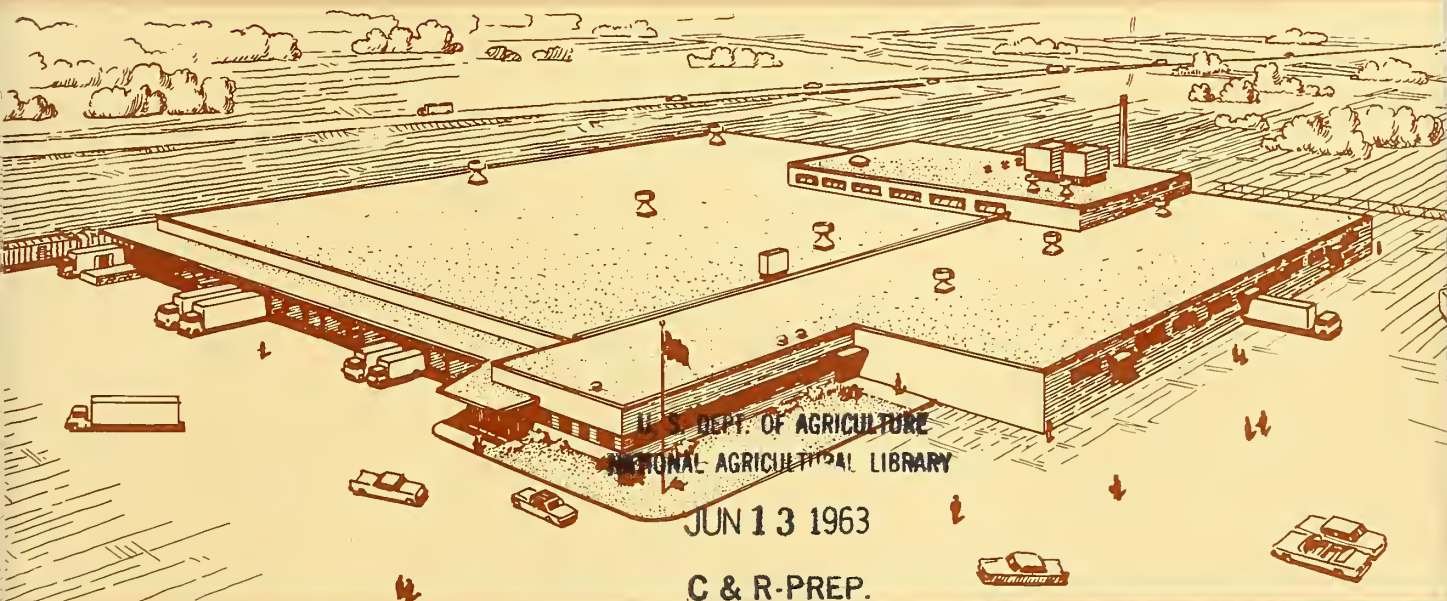 U. S. DEPT. OF AGRICULTURE
NATIONAL AGRICULTURAL LIBRARY
JUN 13 1963
C & R-PREP.